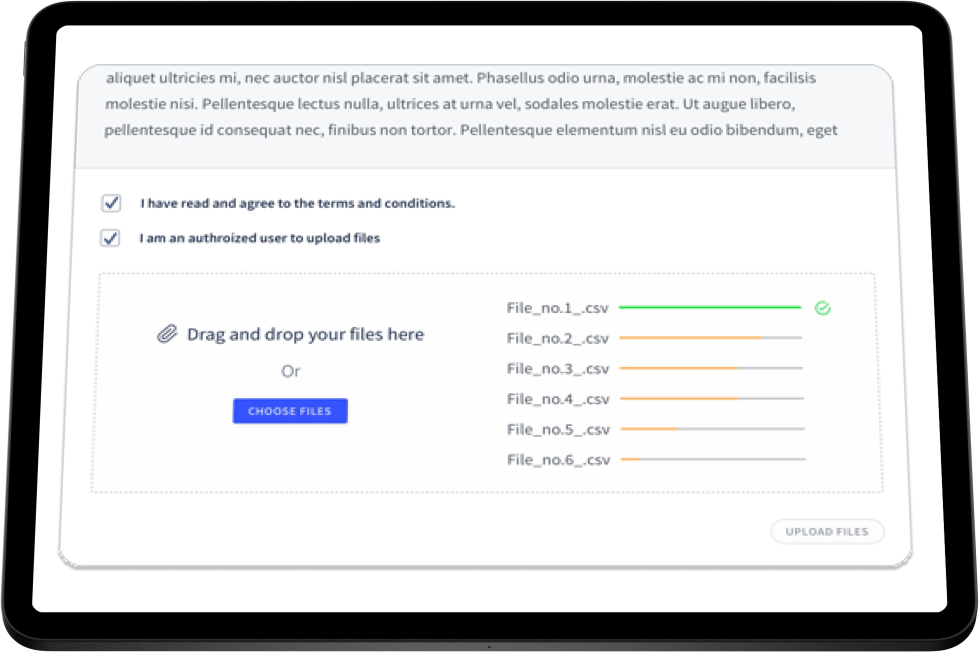 aliquet ultricies mi, nec auctor nisl placerat sit amet. Phasellus odio urna, molestie ac mi non, facilisis
molestie nisi. Pellentesque lectus nulla, ultrices at urna vel, sodales molestie erat. Ut augue libero,
pellentesque id consequat nec, finibus non tortor. Pellentesque elementum nisl eu odio bibendum, eget
I have read and agree to the terms and conditions.
I am an authroized user to upload files
Drag and drop your files here
Or
CHOOSE FILES
File_no.1_.csv
File_no.2_.csv
File_no.3_.csv
File_no.4_.csv
File_no.5_.csv
File_no.6_.csv
UPLOAD FILES